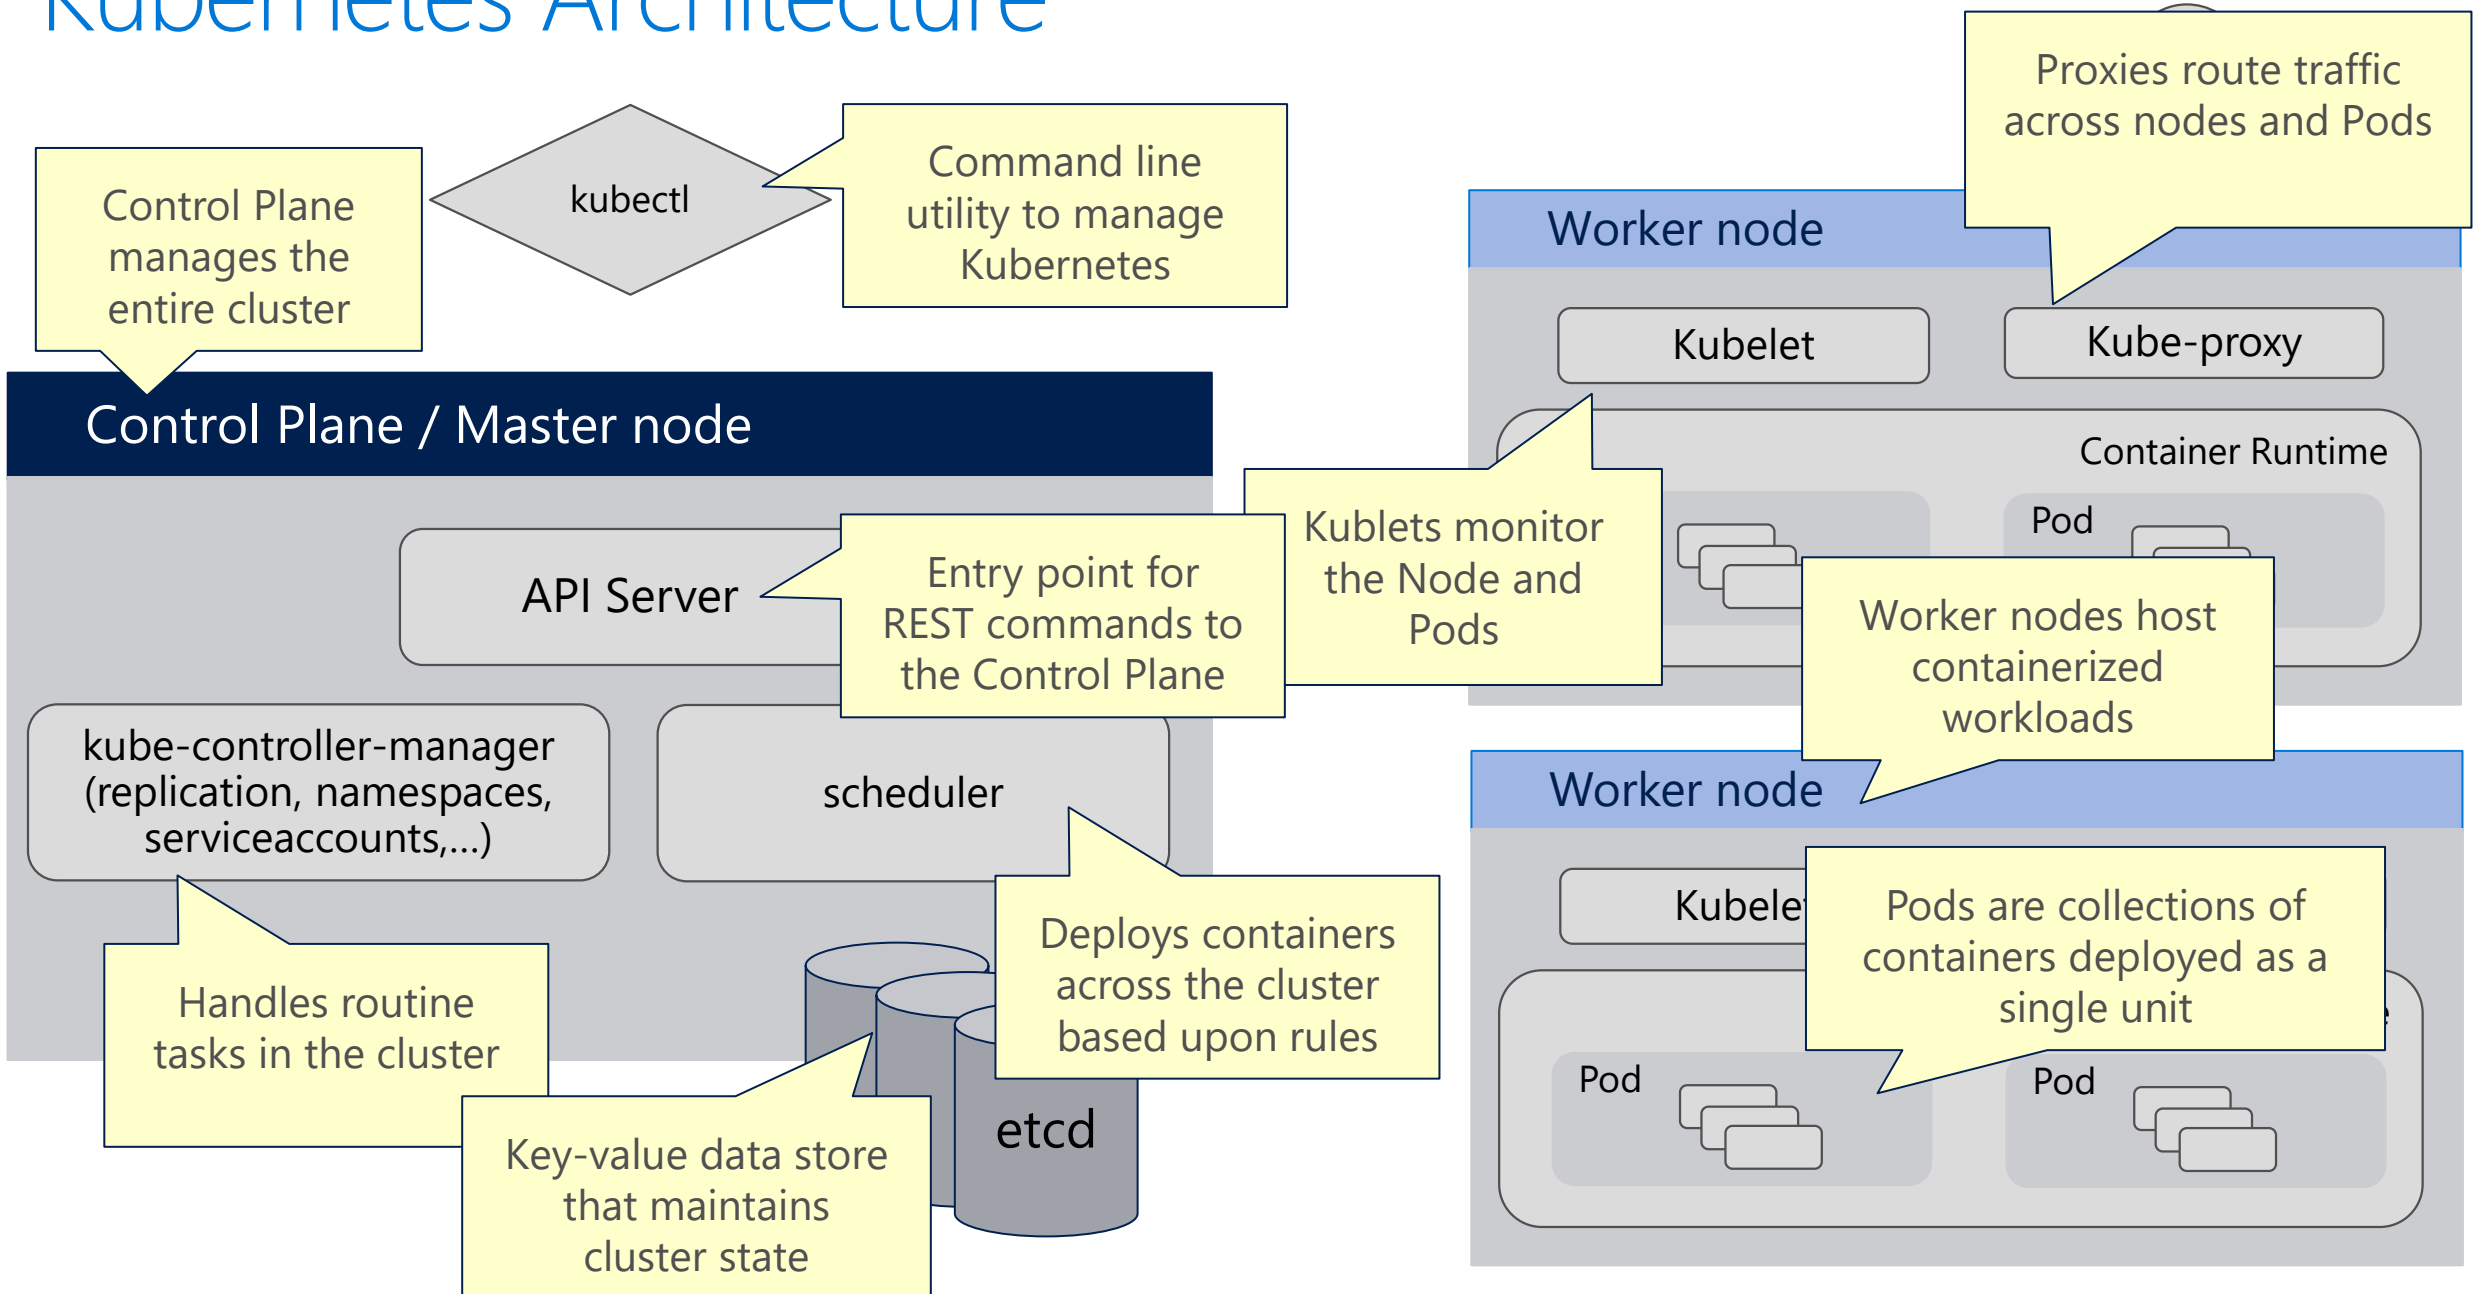 Kubernetes Architecture
Proxies route traffic
across nodes and Pods
Command line
utility to manage
Kubernetes
kubectl
Control Plane
manages the
entire cluster
Control Plane / Master node
API Server
Entry point for
REST commands to
the Control Plane
kube-controller-manager
(replication, namespaces,
serviceaccounts,...)
scheduler
Handles routine
tasks in the cluster
Deploys containers
across the cluster
based upon rules
etcd
Key-value data store
that maintains
cluster state
Worker node
Kubelet
Kube-proxy
Container Runtime
Kublets monitor
the Node and
Pods
Pod
Worker nodes host
containerized
workloads
Worker node
Kubelet
Pods are collections of
containers deployed as a
single unit
Pod
Pod